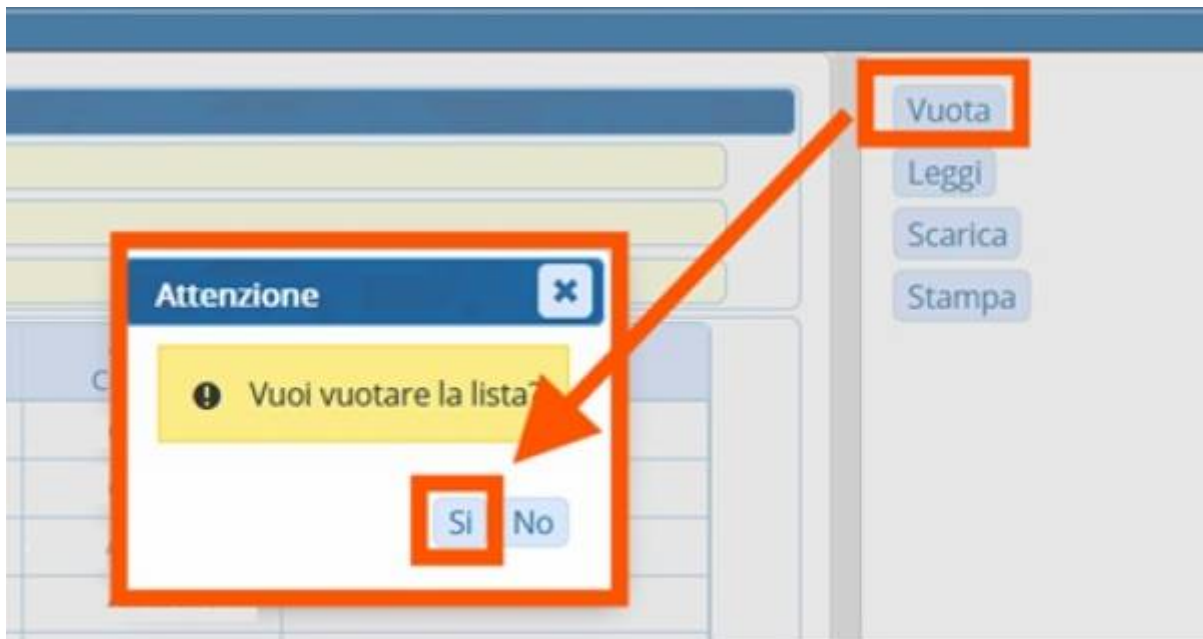 Vuota
Leggi
Scarica
Stampa
Attenzione
Vuoi vuotare la lista?
Si No